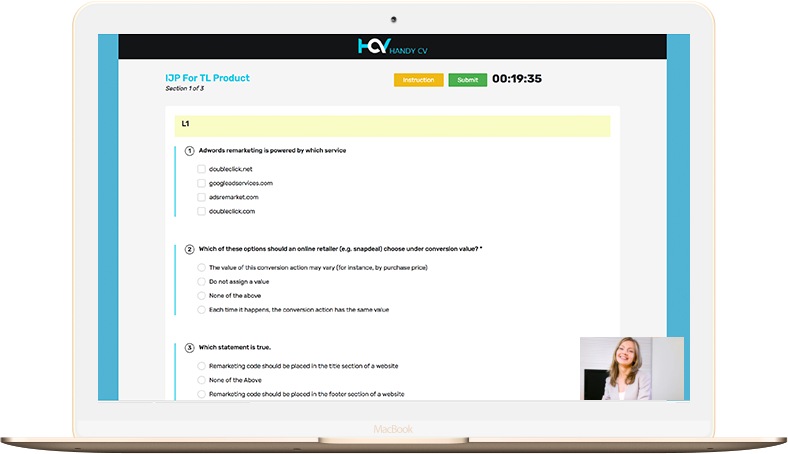 HCV HANDY CV
IJP For TL Product
Section 1 of 3
Instruction
Submit
00:19:35
L1
1 Adwords remarketing is powered by which service
doubleclick.net
googleadservices.com
adsremarket.com
doubleclick.com
2 Which of these options should an online retailer (e.g. snapdeal) choose under conversion value? *
The value of this conversion action may vary (for instance, by purchase price)
Do not assign a value
None of the above
Each time it happens, the conversion action has the same value
3 Which statement is true.
Remarketing code should be placed in the title section of a website
None of the Above
Remarketing code should be placed in the footer section of a website
MacBook